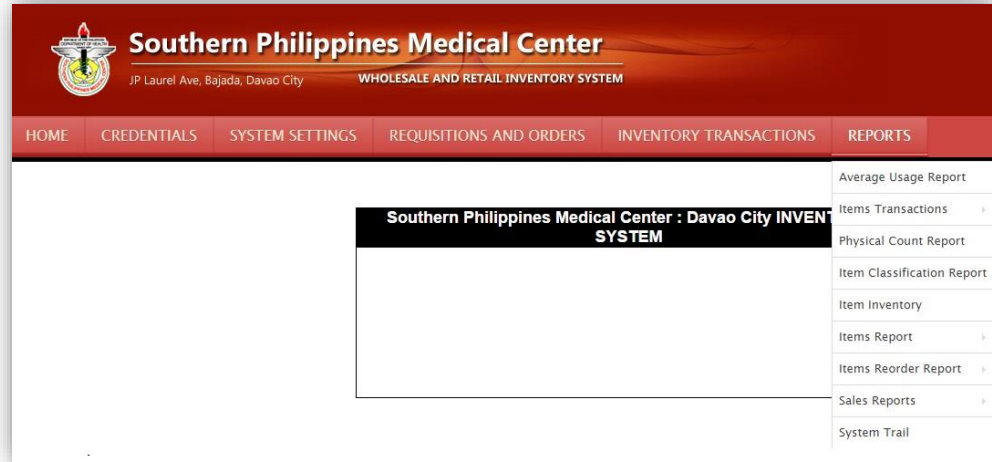 Southern Philippines Medical Center
JP Laurel Ave, Bajada, Davao City WHOLESALE AND RETAIL INVENTORY SYSTEM
HOME CREDENTIALS SYSTEM SETTINGS REQUISITIONS AND ORDERS INVENTORY TRANSACTIONS REPORTS
Southern Philippines Medical Center : Davao City INVENT
SYSTEM
Average Usage Report
Items Transactions
Physical Count Report
Item Classification Report
Item Inventory
Items Report
Items Reorder Report
Sales Reports
System Trail